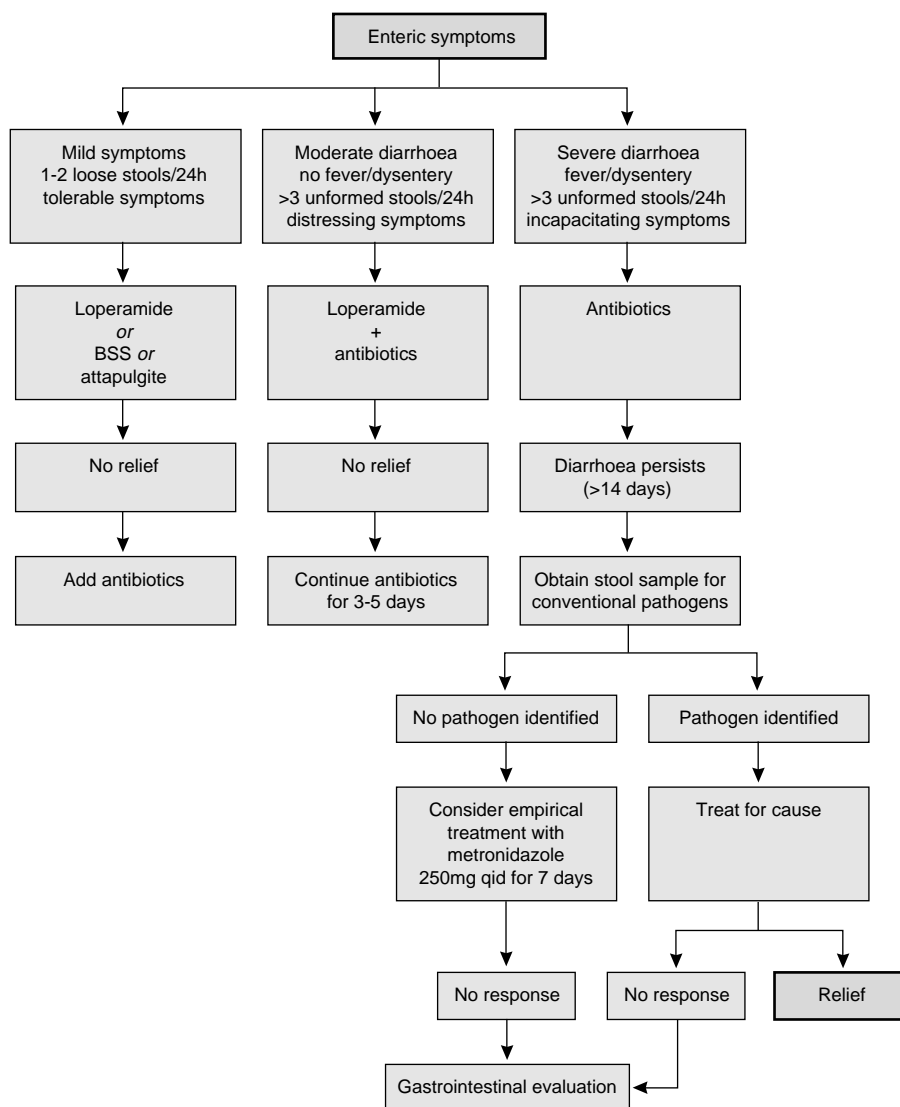 Enteric symptoms
Mild symptoms
1-2 loose stools/24h
tolerable symptoms
Moderate diarrhoea
no fever/dysentery
>3 unformed stools/24h
distressing symptoms
Severe diarrhoea
fever/dysentery
>3 unformed stools/24h
incapacitating symptoms
Loperamide
or
BSS or
attapulgite
Loperamide
+
antibiotics
Antibiotics
No relief
No relief
Diarrhoea persists
(>14 days)
Add antibiotics
Continue antibiotics
for 3-5 days
Obtain stool sample for
conventional pathogens
No pathogen identified
Pathogen identified
Consider empirical
treatment with
metronidazole
250mg qid for 7 days
Treat for cause
No response
No response
Relief
Gastrointestinal evaluation